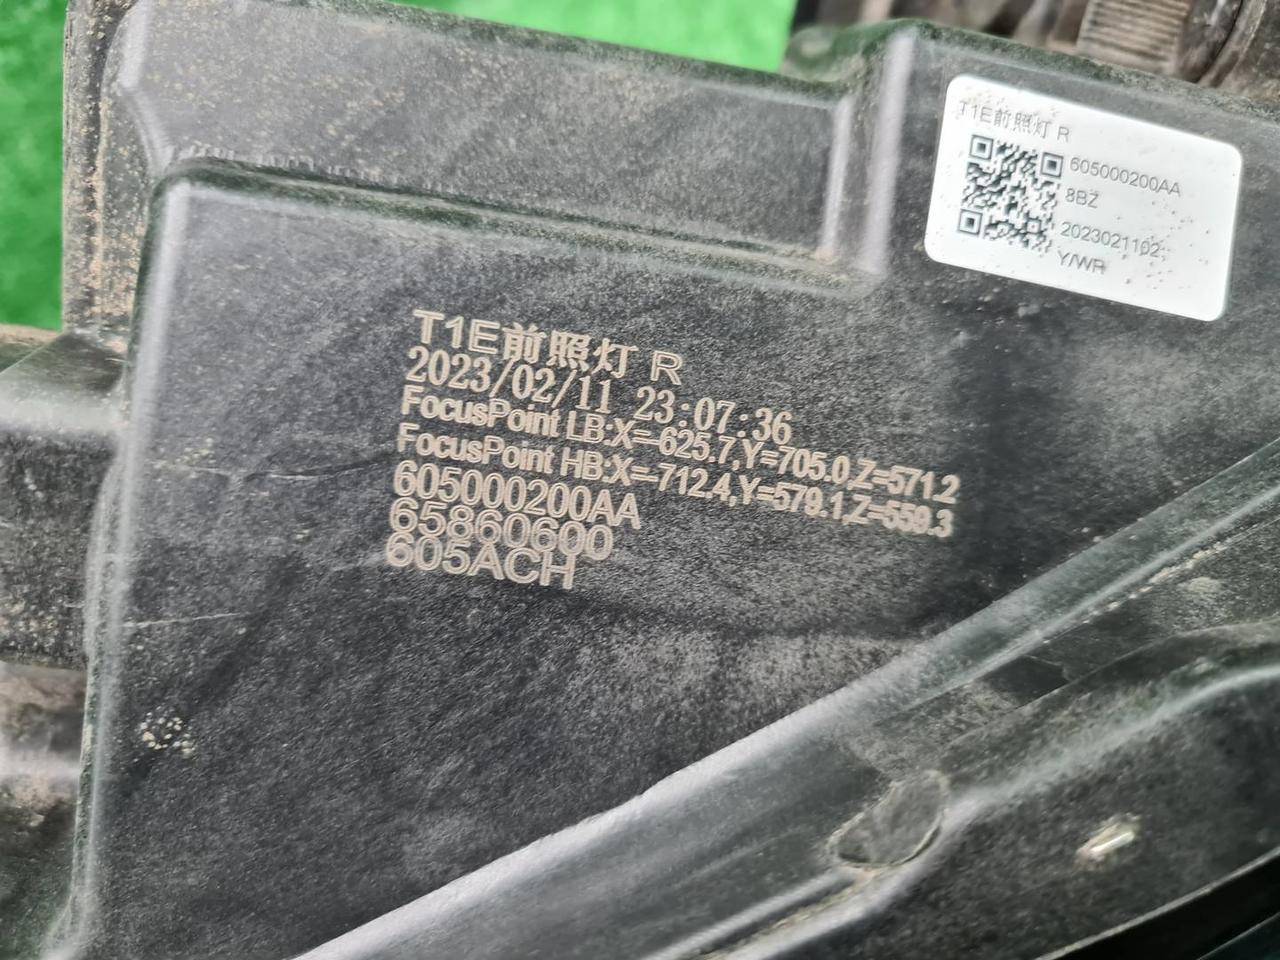 T1E前照灯 R
605000200AA
8BZ
2023021102
Y/WR
T1E前照灯 R
2023/02/11 23:07:36
FocusPoint LB:X=-625.7,Y=705.0,Z=571.2
FocusPoint HB:X=-712.4,Y=579.1,Z=559.3
605000200AA
65860600
605ACH